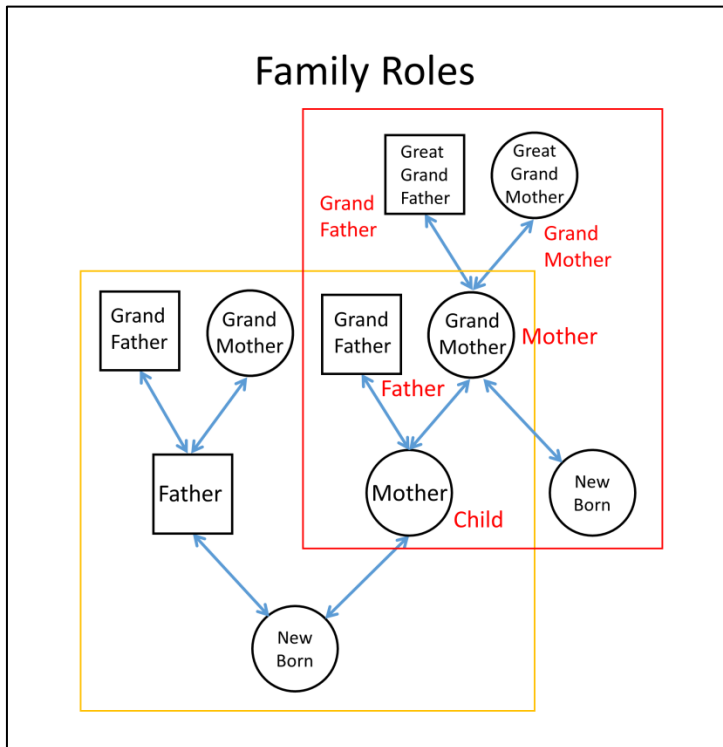 Family Roles
Great
Grand
Father
Great
Grand
Mother
Grand
Father
Grand
Mother
Grand
Father
Grand
Mother
Grand
Father
Grand
Mother
Mother
Father
Father
Mother
Child
New
Born
New
Born